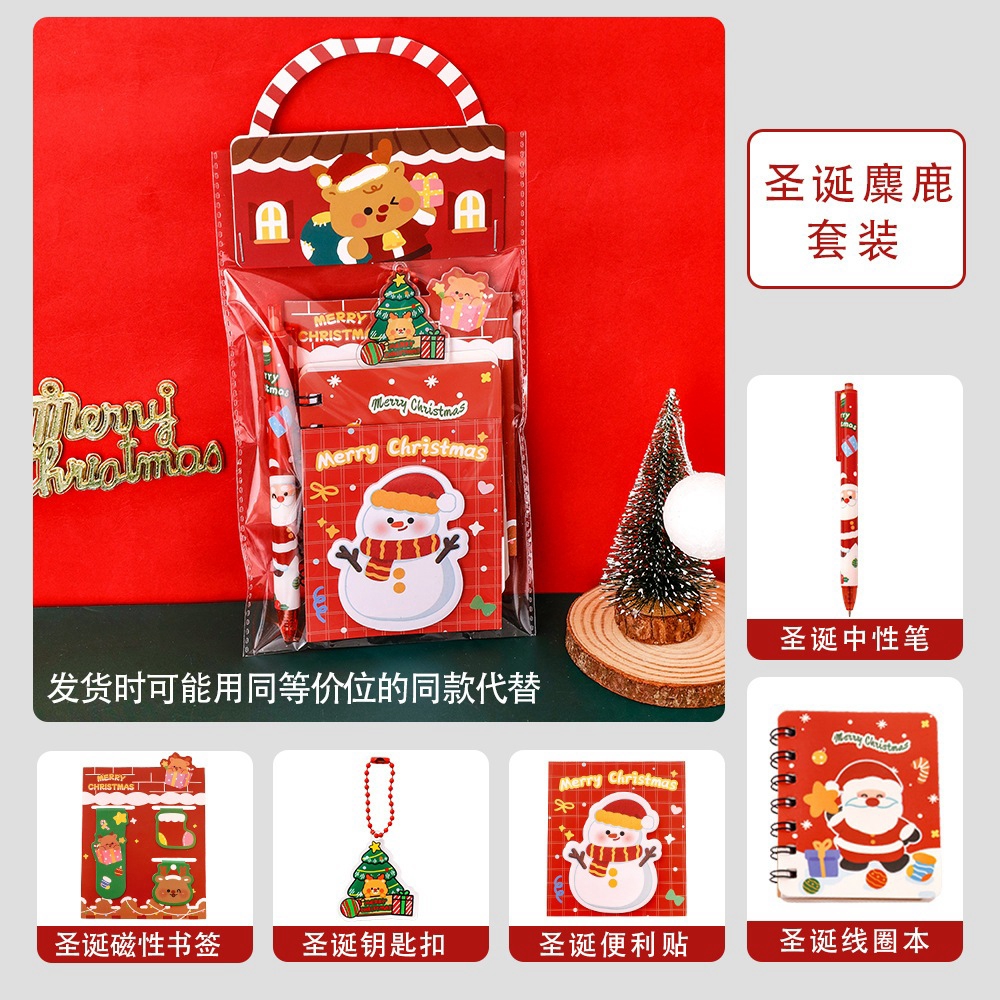 圣诞麋鹿
套装
MERRY
CHRISTM
Merry Christmas
Merry Christmas
Merry
Christmas
发货时可能用同等价位的同款代替
圣诞中性笔
Merry Christmas
圣诞线圈本
MERRY
CHRISTMAS
圣诞磁性书签
圣诞钥匙扣
Merry Christmas
圣诞便利贴